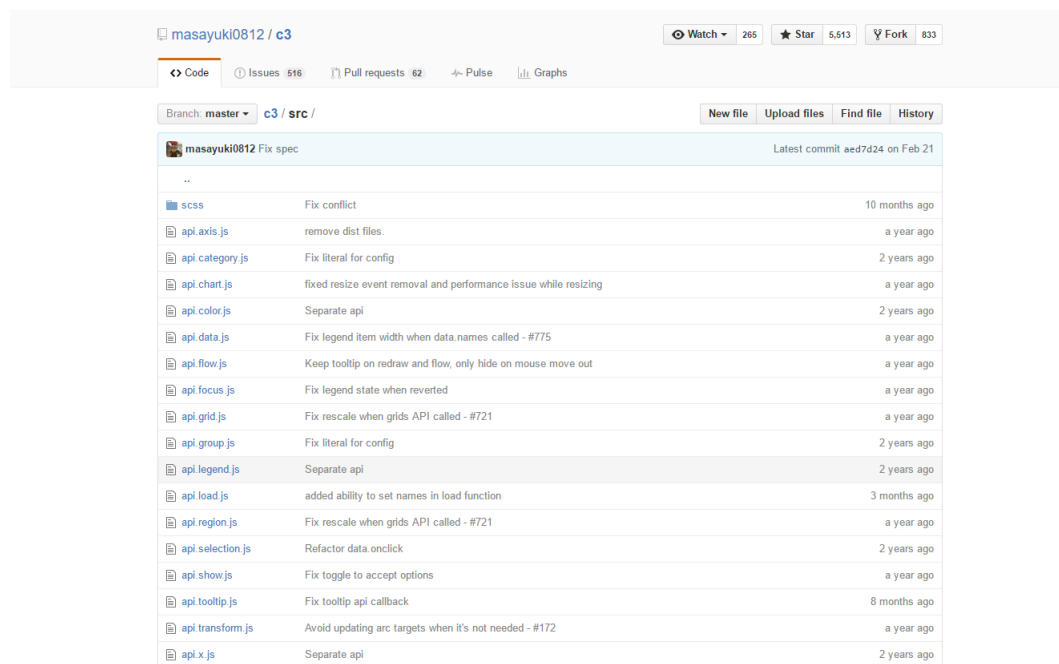 masayuki0812 / c3
Watch 265 Star 5,513 Fork 833
Code Issues 516 Pull requests 62 Pulse Graphs
Branch: master c3 / src / New file Upload files Find file History
masayuki0812 Fix spec Latest commit aed7d24 on Feb 21
..
scss Fix conflict 10 months ago
api.axis.js remove dist files. a year ago
api.category.js Fix literal for config 2 years ago
api.chart.js fixed resize event removal and performance issue while resizing a year ago
api.color.js Separate api 2 years ago
api.data.js Fix legend item width when data.names called - #775 a year ago
api.flow.js Keep tooltip on redraw and flow, only hide on mouse move out a year ago
api.focus.js Fix legend state when reverted a year ago
api.grid.js Fix rescale when grids API called - #721 a year ago
api.group.js Fix literal for config 2 years ago
api.legend.js Separate api 2 years ago
api.load.js added ability to set names in load function 3 months ago
api.region.js Fix rescale when grids API called - #721 a year ago
api.selection.js Refactor data.onclick 2 years ago
api.show.js Fix toggle to accept options a year ago
api.tooltip.js Fix tooltip api callback 8 months ago
api.transform.js Avoid updating arc targets when it's not needed - #172 a year ago
api.x.js Separate api 2 years ago